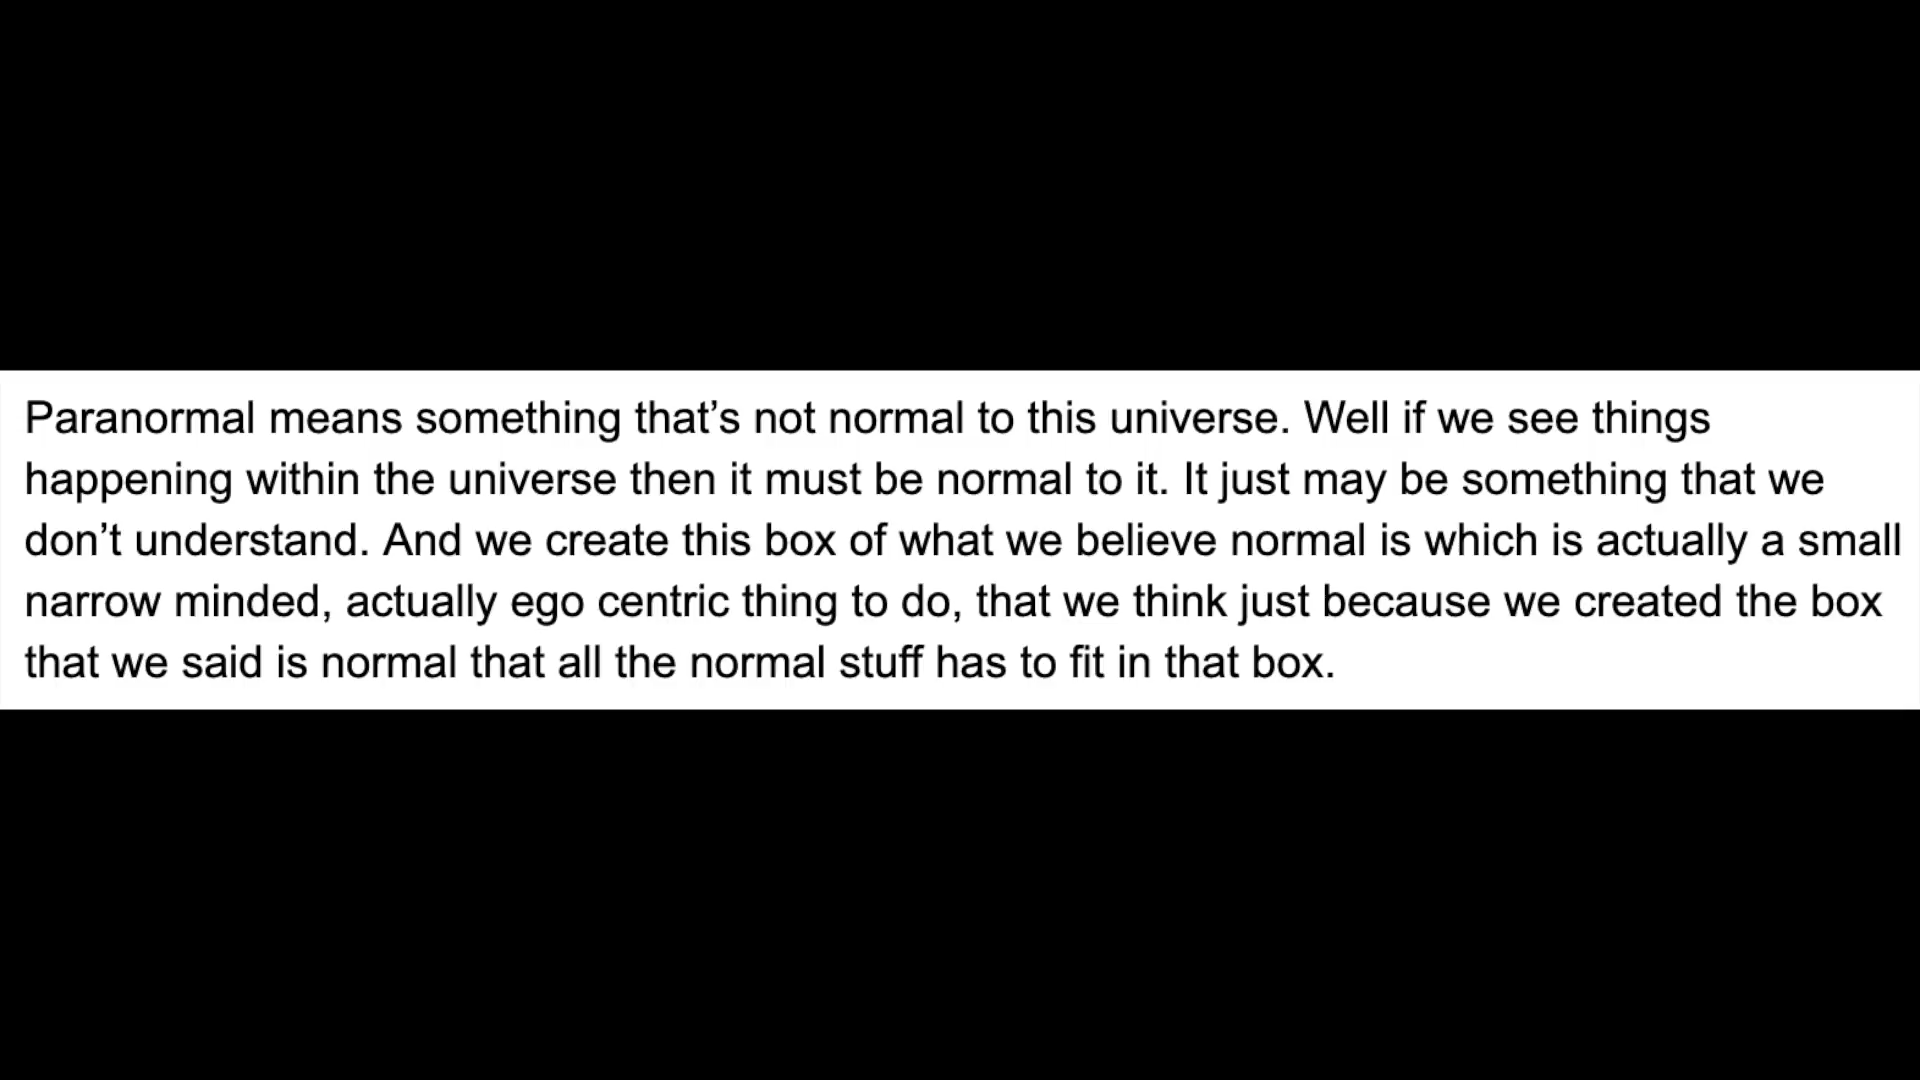 Paranormal means something that’s not normal to this universe. Well if we see things
happening within the universe then it must be normal to it. It just may be something that we
don’t understand. And we create this box of what we believe normal is which is actually a small
narrow minded, actually ego centric thing to do, that we think just because we created the box
that we said is normal that all the normal stuff has to fit in that box.